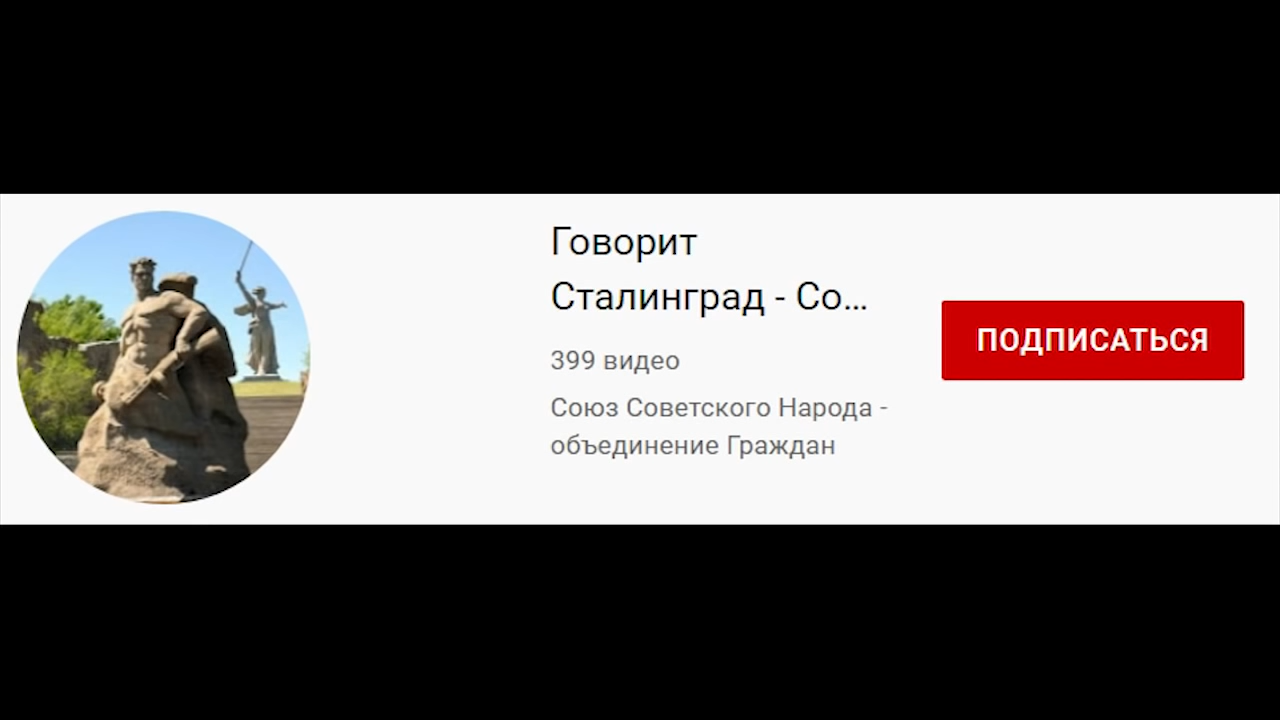 Говорит
Сталинград - Со...
399 видео
Союз Советского Народа -
объединение Граждан
ПОДПИСАТЬСЯ